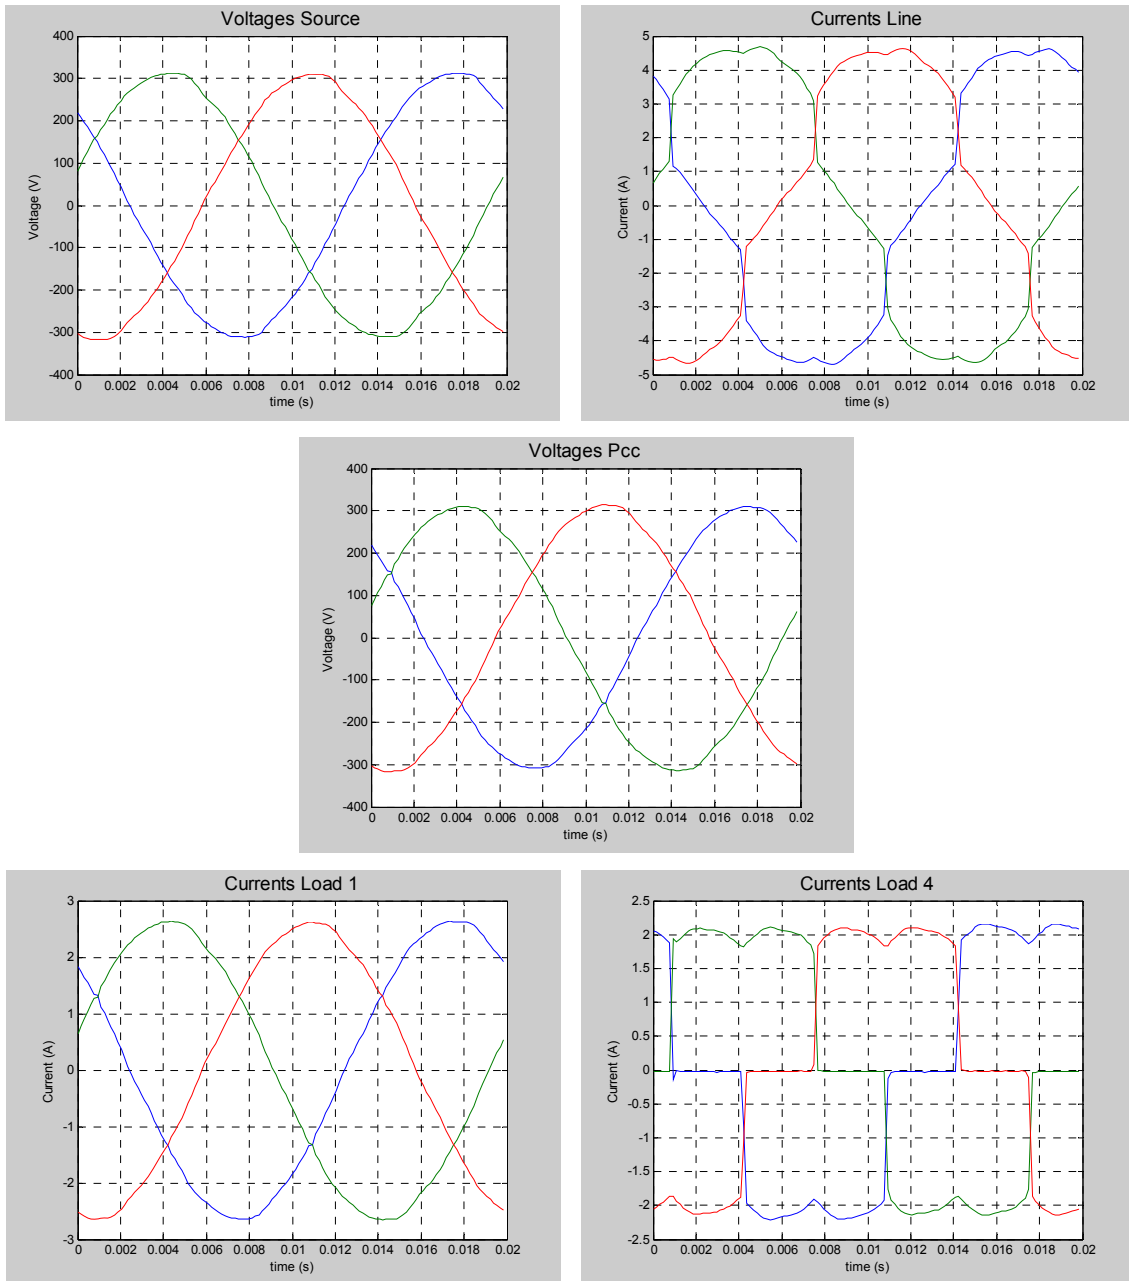 Voltages Source
400
300
200
100
0
-100
-200
-300
-400
Voltage (V)
0 0.002 0.004 0.006 0.008 0.01 0.012 0.014 0.016 0.018 0.02
time (s)
Currents Line
5
4
3
2
1
0
-1
-2
-3
-4
-5
Current (A)
0 0.002 0.004 0.006 0.008 0.01 0.012 0.014 0.016 0.018 0.02
time (s)
Voltages Pcc
400
300
200
100
0
-100
-200
-300
-400
Voltage (V)
0 0.002 0.004 0.006 0.008 0.01 0.012 0.014 0.016 0.018 0.02
time (s)
Currents Load 1
3
2
1
0
-1
-2
-3
Current (A)
0 0.002 0.004 0.006 0.008 0.01 0.012 0.014 0.016 0.018 0.02
time (s)
Currents Load 4
2.5
2
1.5
1
0.5
0
-0.5
-1
-1.5
-2
-2.5
Current (A)
0 0.002 0.004 0.006 0.008 0.01 0.012 0.014 0.016 0.018 0.02
time (s)